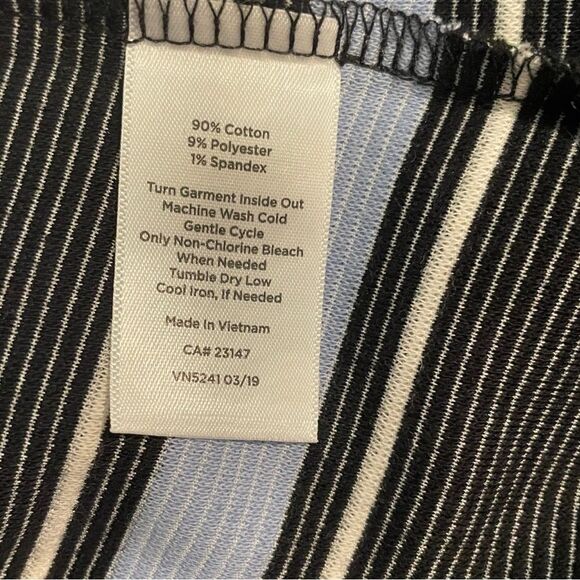 90% Cotton
9% Polyester
1% Spandex
Turn Garment Inside Out
Machine Wash Cold
Gentle Cycle
Only Non-Chlorine Bleach
When Needed
Tumble Dry Low
Cool Iron, If Needed
Made In Vietnam
CA# 23147
VN5241 03/19